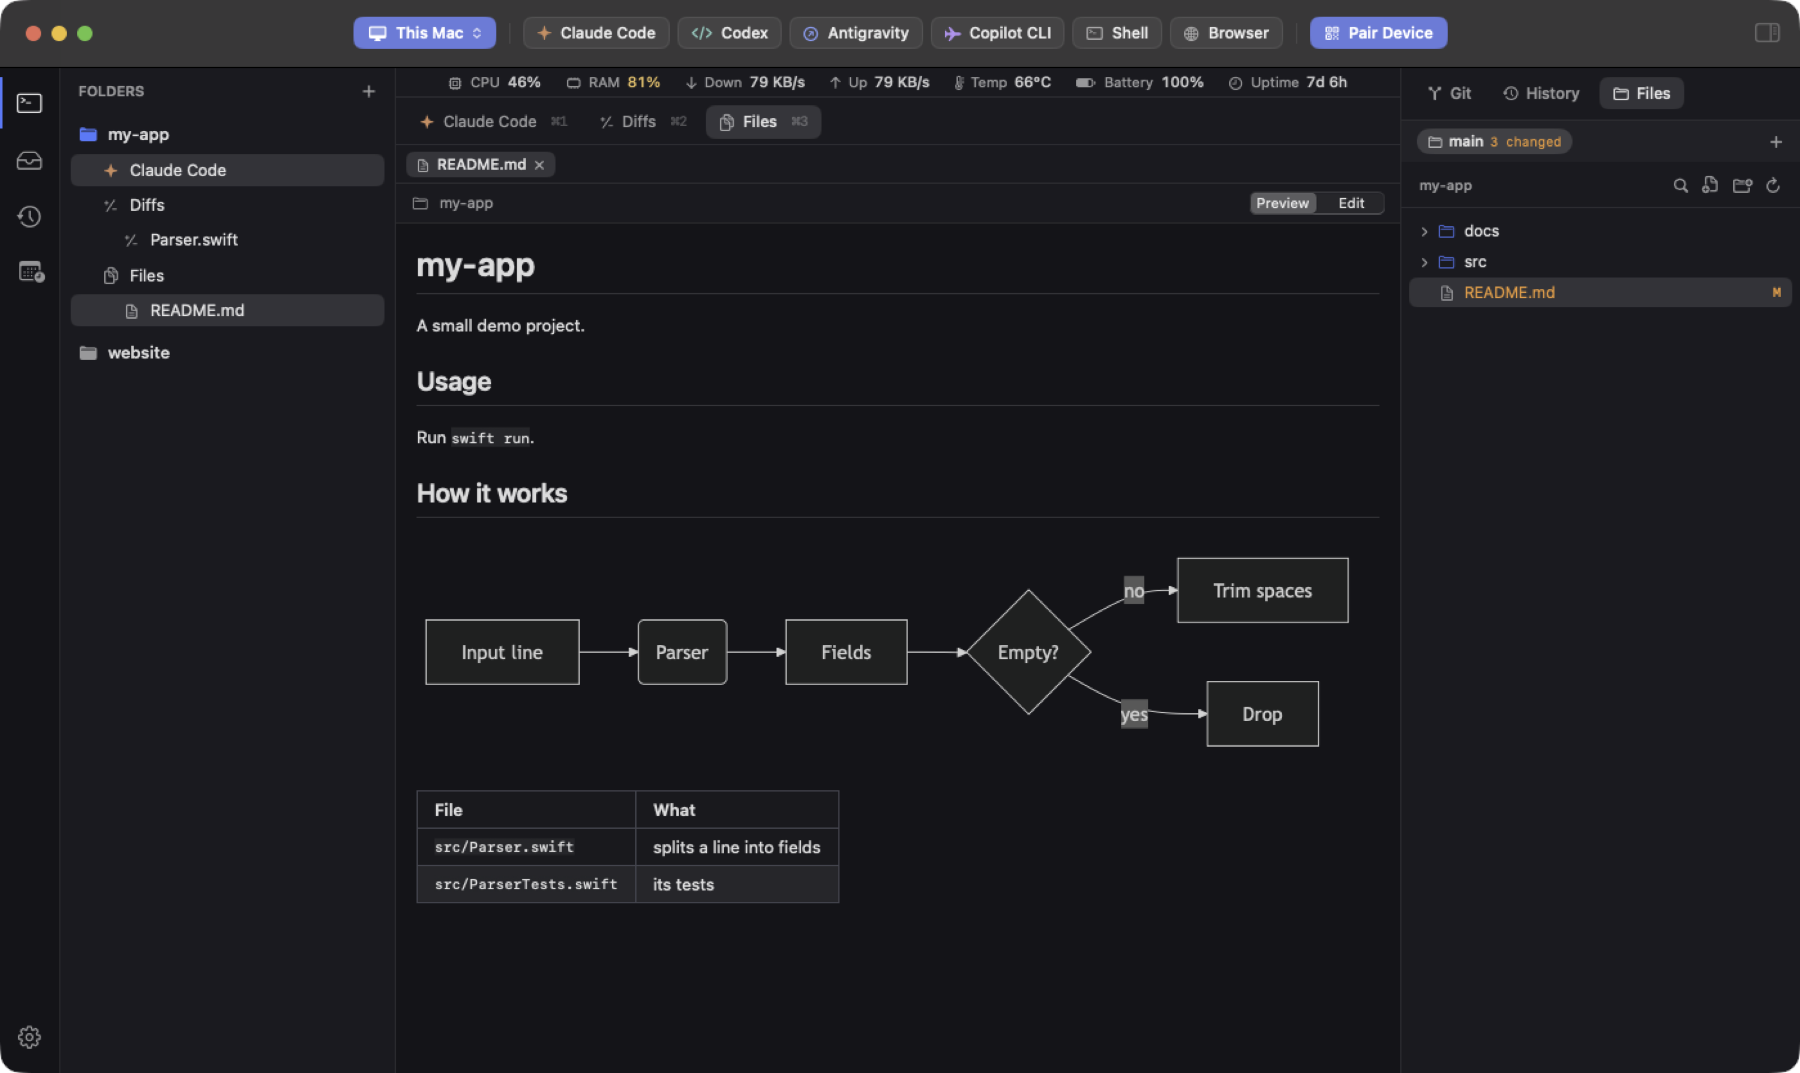 This Mac
Claude Code
Codex
Antigravity
Copilot CLI
Shell
Browser
Pair Device
FOLDERS
my-app
Claude Code
Diffs
Parser.swift
Files
README.md
website
CPU 46%
RAM 81%
Down 79 KB/s
Up 79 KB/s
Temp 66°C
Battery 100%
Uptime 7d 6h
Claude Code ⌘1
Diffs ⌘2
Files ⌘3
README.md
my-app
Preview
Edit
my-app
A small demo project.
Usage
Run swift run.
How it works
Input line
Parser
Fields
Empty?
no
Trim spaces
yes
Drop
File What
src/Parser.swift splits a line into fields
src/ParserTests.swift its tests
Git
History
Files
main 3 changed
my-app
docs
src
README.md M